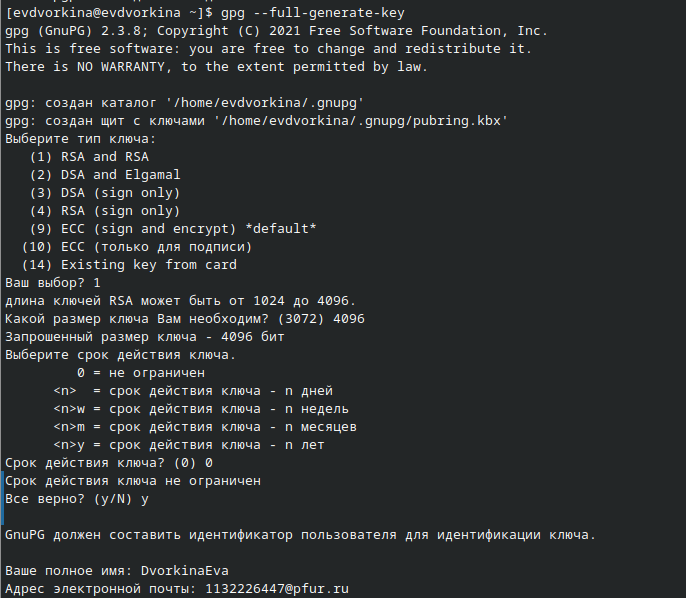 [evdvorkina@evdvorkina ~]$ gpg --full-generate-key
gpg (GnuPG) 2.3.8; Copyright (C) 2021 Free Software Foundation, Inc.
This is free software: you are free to change and redistribute it.
There is NO WARRANTY, to the extent permitted by law.

gpg: создан каталог '/home/evdvorkina/.gnupg'
gpg: создан щит с ключами '/home/evdvorkina/.gnupg/pubring.kbx'
Выберите тип ключа:
   (1) RSA and RSA
   (2) DSA and Elgamal
   (3) DSA (sign only)
   (4) RSA (sign only)
   (9) ECC (sign and encrypt) *default*
  (10) ECC (только для подписи)
  (14) Existing key from card
Ваш выбор? 1
длина ключей RSA может быть от 1024 до 4096.
Какой размер ключа Вам необходим? (3072) 4096
Запрошенный размер ключа - 4096 бит
Выберите срок действия ключа.
         0 = не ограничен
      <n>  = срок действия ключа - n дней
      <n>w = срок действия ключа - n недель
      <n>m = срок действия ключа - n месяцев
      <n>y = срок действия ключа - n лет
Срок действия ключа? (0) 0
Срок действия ключа не ограничен
Все верно? (y/N) y

GnuPG должен составить идентификатор пользователя для идентификации ключа.

Ваше полное имя: DvorkinaEva
Адрес электронной почты: 1132226447@pfur.ru